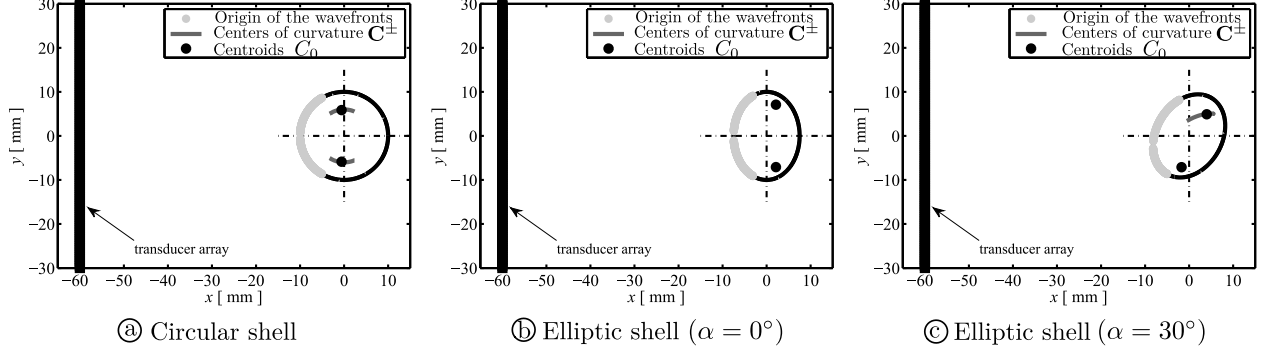 30
20
10
0
−10
−20
−30
y [ mm ]
Origin of the wavefronts
Centers of curvature C±
Centroids C0
transducer array
−60 −50 −40 −30 −20 −10 0 10
x [ mm ]
ⓐ Circular shell
30
20
10
0
−10
−20
−30
y [ mm ]
Origin of the wavefronts
Centers of curvature C±
Centroids C0
transducer array
−60 −50 −40 −30 −20 −10 0 10
x [ mm ]
ⓑ Elliptic shell (α = 0°)
30
20
10
0
−10
−20
−30
y [ mm ]
Origin of the wavefronts
Centers of curvature C±
Centroids C0
transducer array
−60 −50 −40 −30 −20 −10 0 10
x [ mm ]
ⓒ Elliptic shell (α = 30°)